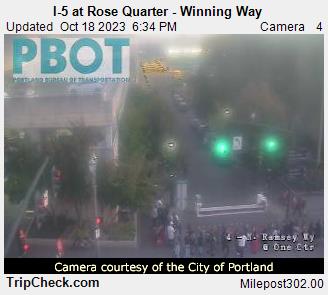 I-5 at Rose Quarter - Winning Way
Updated Oct 18 2023 6:34 PM Camera 4
PBOT
PORTLAND BUREAU OF TRANSPORTATION
4 - N. Ramsey Wy
@ One Ctr
Camera courtesy of the City of Portland
TripCheck.com Milepost302.00